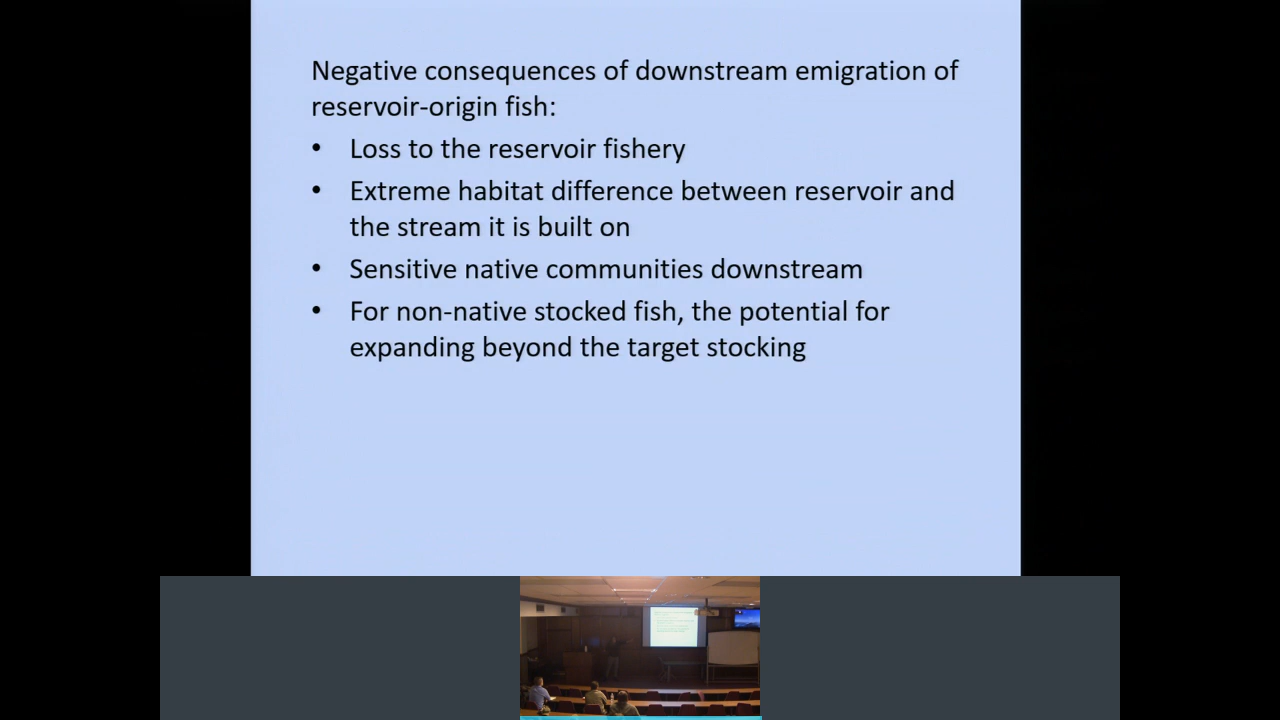 Negative consequences of downstream emigration of
reservoir-origin fish:
• Loss to the reservoir fishery
• Extreme habitat difference between reservoir and
the stream it is built on
• Sensitive native communities downstream
• For non-native stocked fish, the potential for
expanding beyond the target stocking